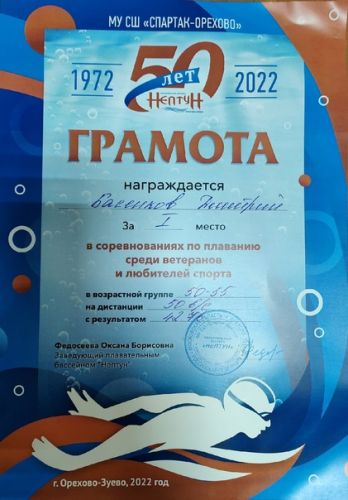 МУ СШ «СПАРТАК-ОРЕХОВО»
1972 50 лет 2022
НЕПТУН
ГРАМОТА
награждается
Дмитрий
За I место
в соревнованиях по плаванию
среди ветеранов
и любителей спорта
в возрастной группе 50-55
на дистанции 50 в/с
с результатом
Федосеева Оксана Борисовна
Заведующий плавательным
бассейном "Нептун"
«НЕПТУН»
г. Орехово-Зуево, 2022 год